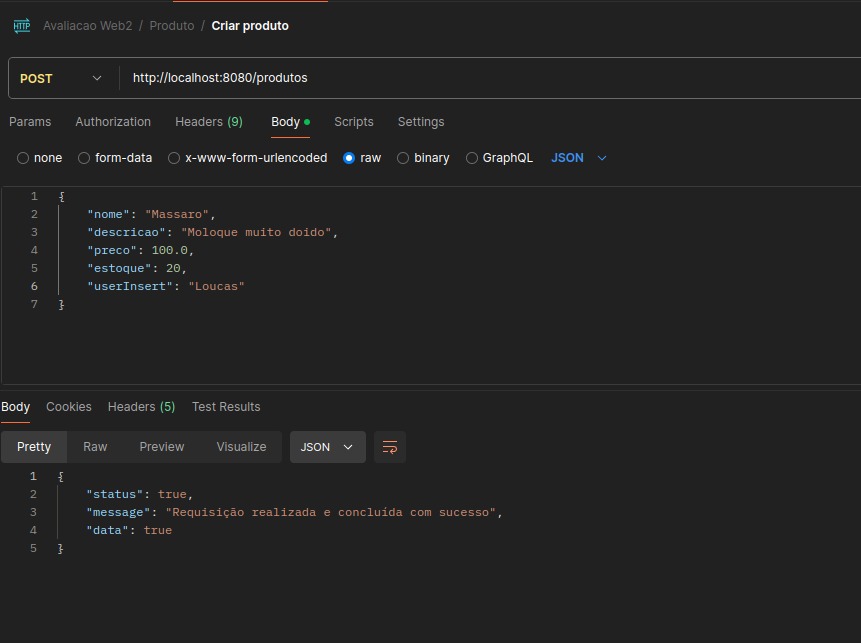 HTTP Avaliacao Web2 / Produto / Criar produto
POST http://localhost:8080/produtos
Params Authorization Headers (9) Body Scripts Settings
none form-data x-www-form-urlencoded raw binary GraphQL JSON
1 {
2 "nome": "Massaro",
3 "descricao": "Moloque muito doido",
4 "preco": 100.0,
5 "estoque": 20,
6 "userInsert": "Loucas"
7 }
Body Cookies Headers (5) Test Results
Pretty Raw Preview Visualize JSON
1 {
2 "status": true,
3 "message": "Requisição realizada e concluída com sucesso",
4 "data": true
5 }